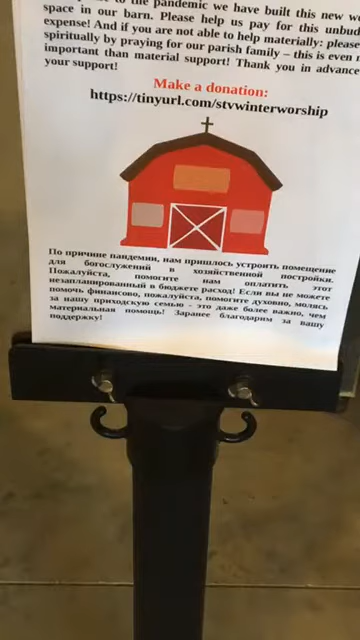 to the pandemic we have built this new
space in our barn. Please help us pay for this
expense! And if you are not able to help materially: please
spiritually by praying for our parish family – this is even
important than material support! Thank you in advance
your support!
Make a donation:
https://tinyurl.com/stvwinterworship
По причине пандемии, нам пришлось устроить помещение
для богослужений в хозяйственной постройки.
Пожалуйста, помогите нам оплатить этот
незапланированный в бюджете расход! Если вы не можете
помочь финансово, пожалуйста, помогите духовно, молясь
за нашу приходскую семью - это даже более важно, чем
материальная помощь! Заранее благодарим за вашу
поддержку!